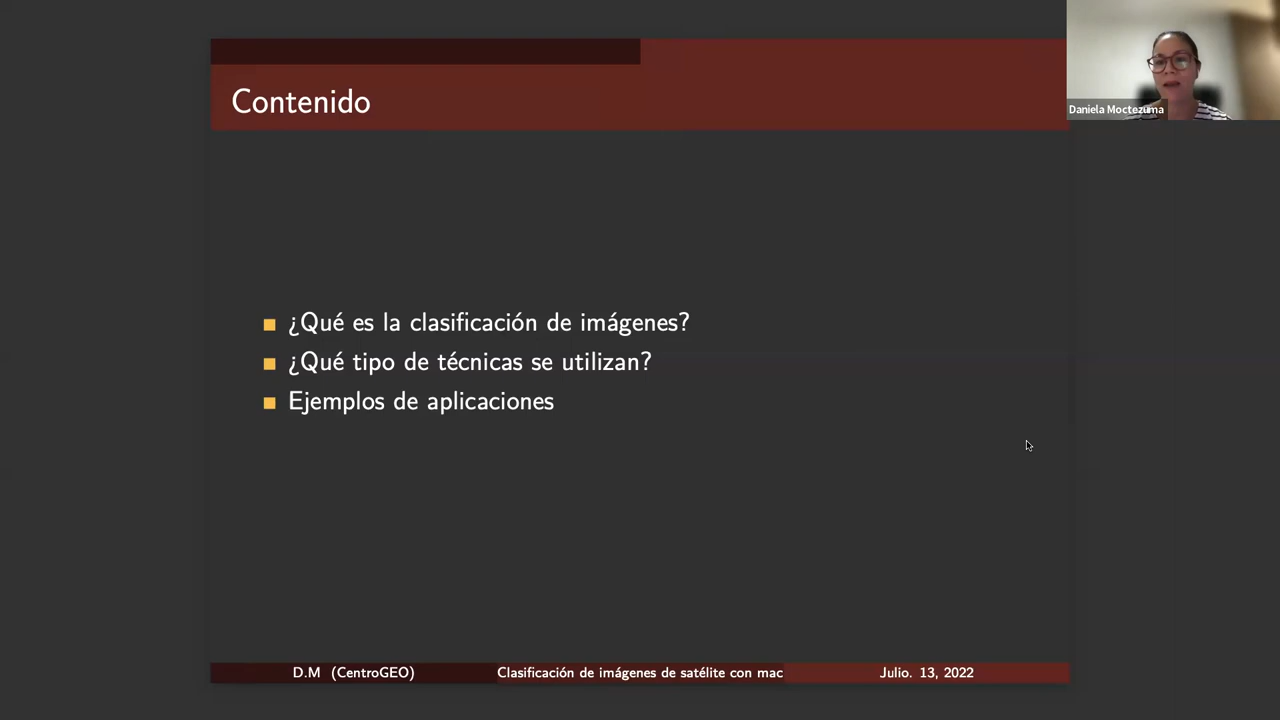 Contenido
Daniela Moctezuma
¿Qué es la clasificación de imágenes?
¿Qué tipo de técnicas se utilizan?
Ejemplos de aplicaciones
D.M (CentroGEO)
Clasificación de imágenes de satélite con mac
Julio. 13, 2022